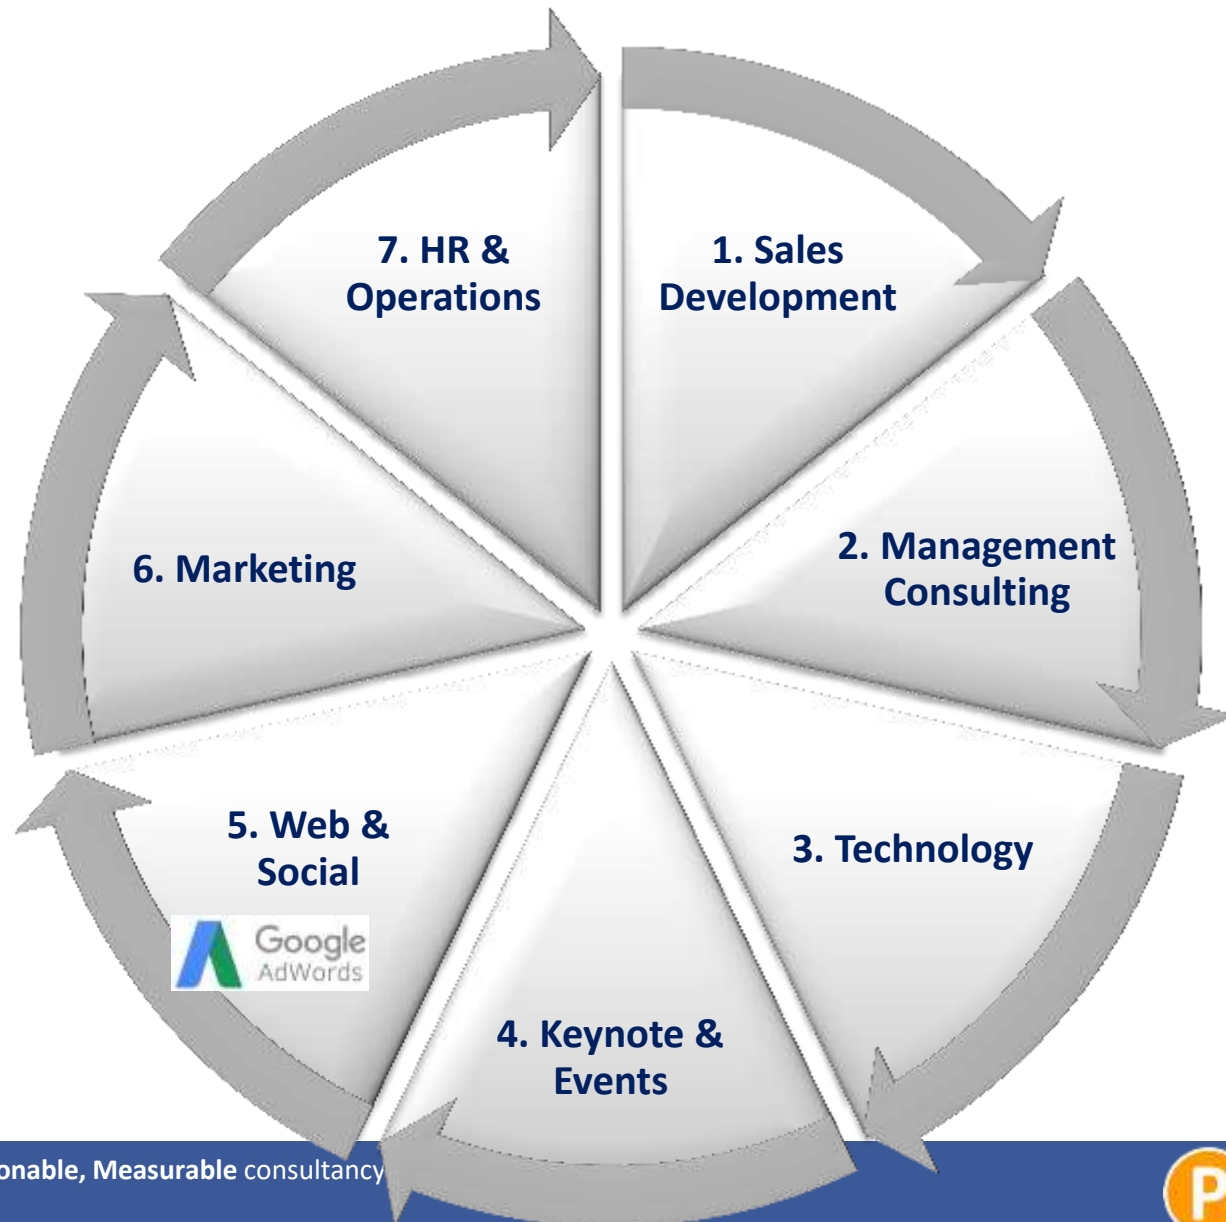 7. HR &
Operations
1. Sales
Development
2. Management
Consulting
6. Marketing
3. Technology
5. Web &
Social
Google
AdWords
4. Keynote &
Events
onable, Measurable consultancy
P